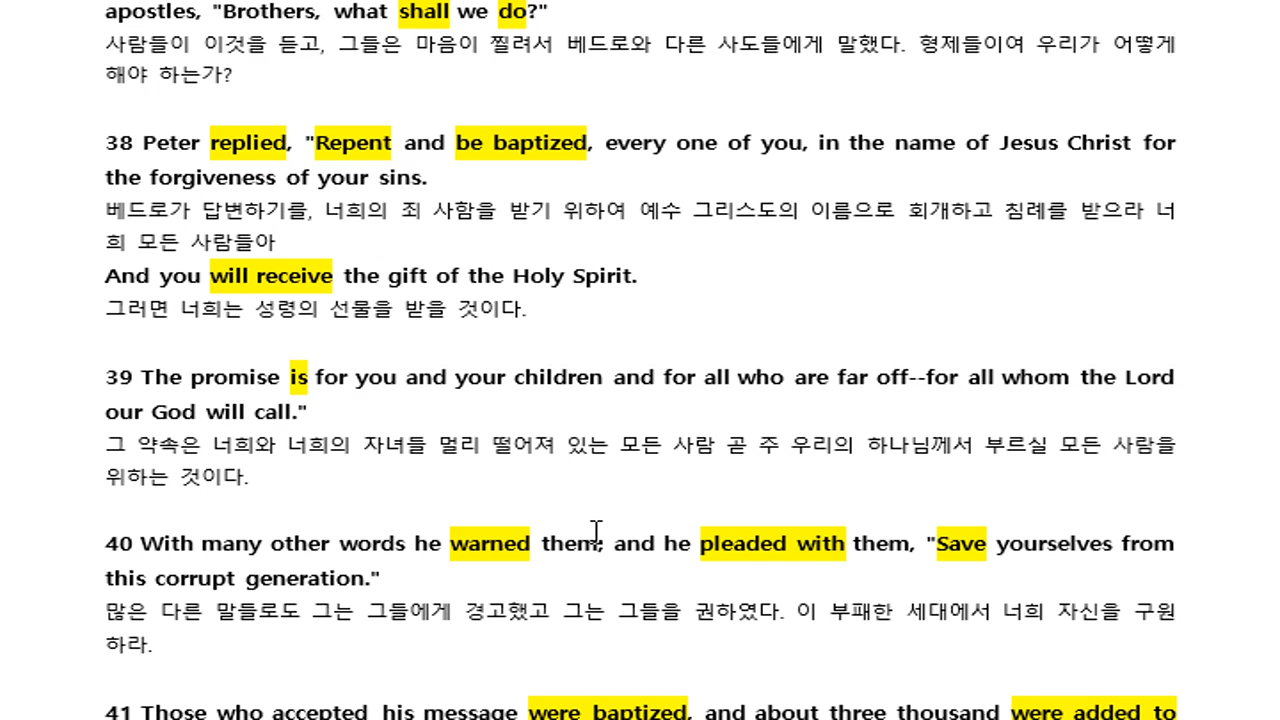 apostles, "Brothers, what shall we do?"
사람들이 이것을 듣고, 그들은 마음이 찔려서 베드로와 다른 사도들에게 말했다. 형제들이여 우리가 어떻게
해야 하는가?
38 Peter replied, "Repent and be baptized, every one of you, in the name of Jesus Christ for
the forgiveness of your sins.
베드로가 답변하기를, 너희의 죄 사함을 받기 위하여 예수 그리스도의 이름으로 회개하고 침례를 받으라 너
희 모든 사람들아
And you will receive the gift of the Holy Spirit.
그러면 너희는 성령의 선물을 받을 것이다.
39 The promise is for you and your children and for all who are far off--for all whom the Lord
our God will call."
그 약속은 너희와 너희의 자녀들 멀리 떨어져 있는 모든 사람 곧 주 우리의 하나님께서 부르실 모든 사람을
위하는 것이다.
40 With many other words he warned them; and he pleaded with them, "Save yourselves from
this corrupt generation."
많은 다른 말들로도 그는 그들에게 경고했고 그는 그들을 권하였다. 이 부패한 세대에서 너희 자신을 구원
하라.
41 Those who accepted his message were baptized, and about three thousand were added to